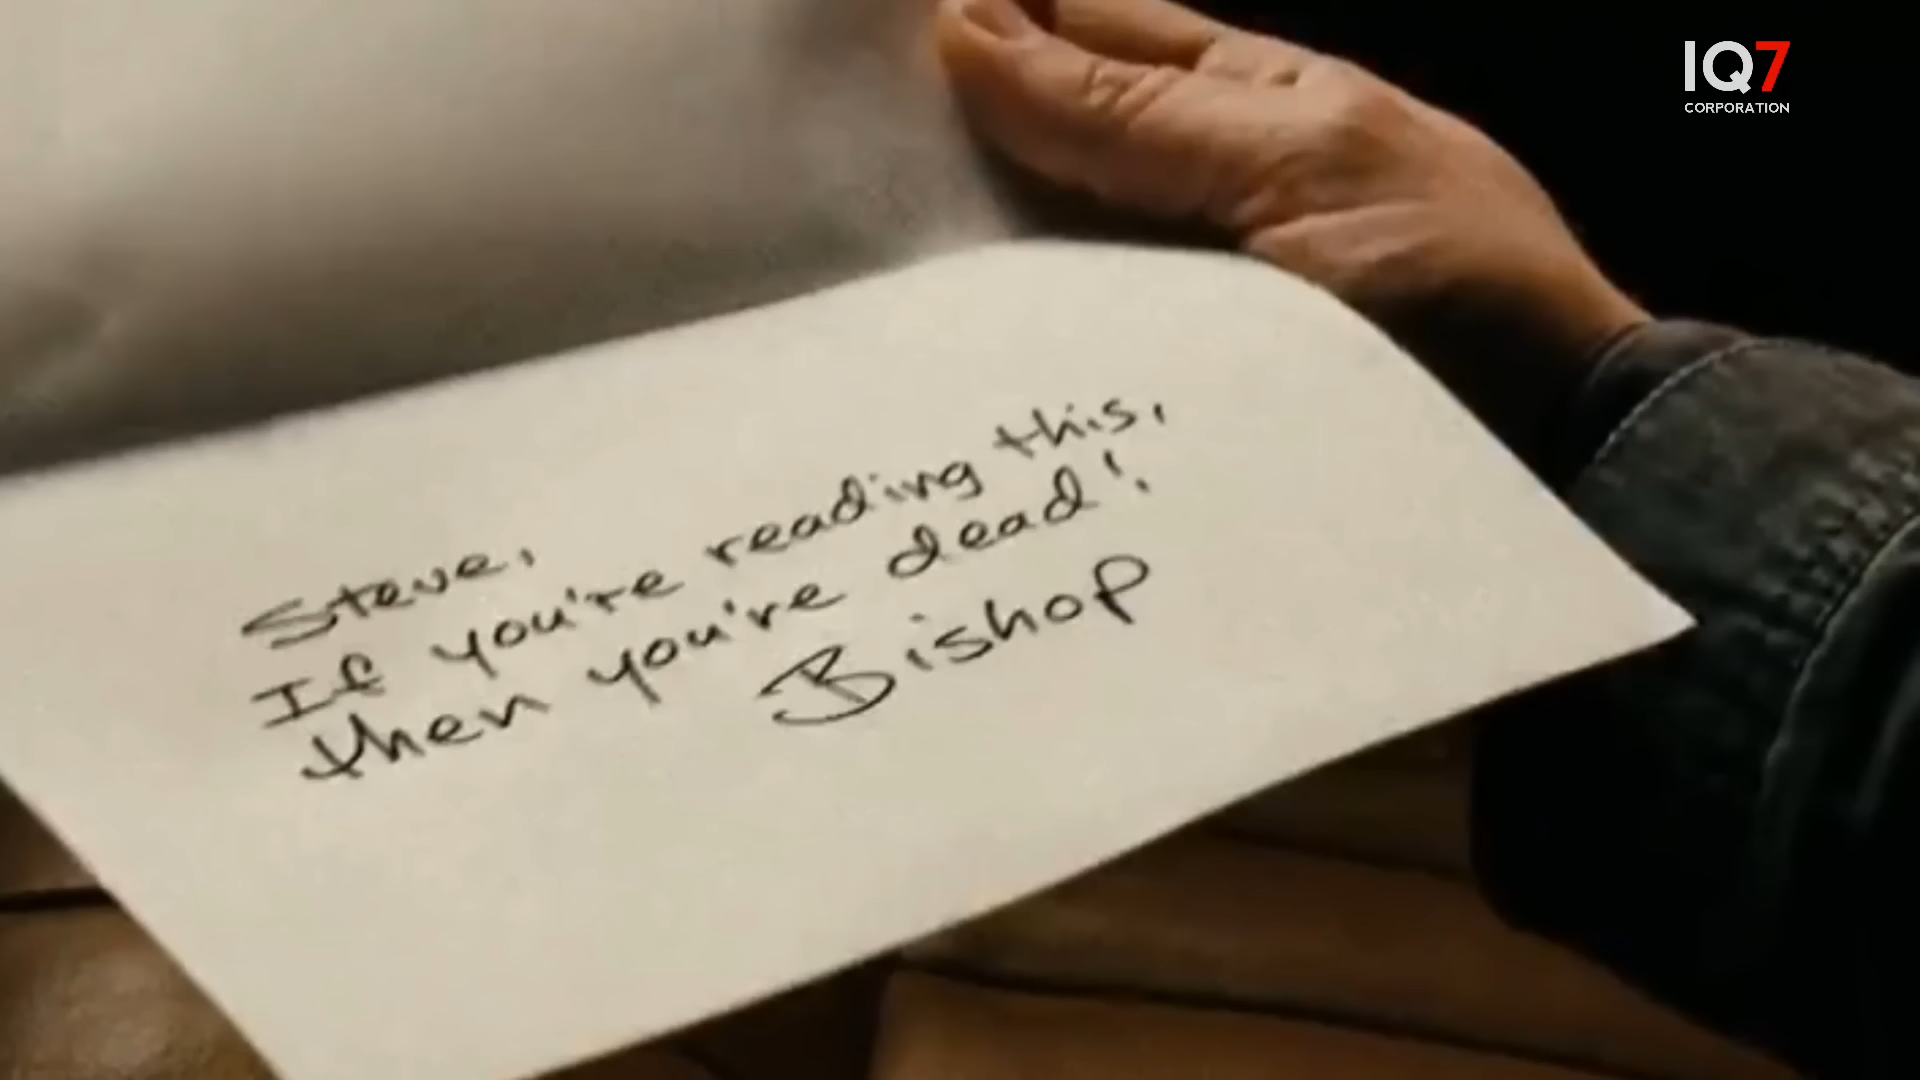 IQ7
CORPORATION
Steve,
If you're reading this,
then you're dead!
Bishop